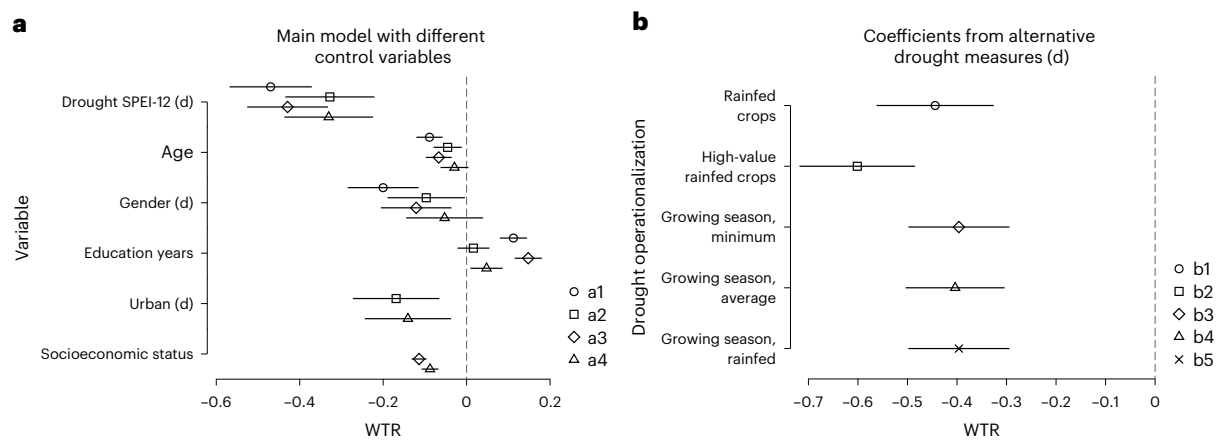 a
Main model with different
control variables
Variable
Drought SPEI-12 (d)
Age
Gender (d)
Education years
Urban (d)
Socioeconomic status
a1
a2
a3
a4
−0.6
−0.4
−0.2
0
0.2
WTR
b
Coefficients from alternative
drought measures (d)
Drought operationalization
Rainfed
crops
High-value
rainfed crops
Growing season,
minimum
Growing season,
average
Growing season,
rainfed
b1
b2
b3
b4
b5
−0.7
−0.6
−0.5
−0.4
−0.3
−0.2
−0.1
0
WTR